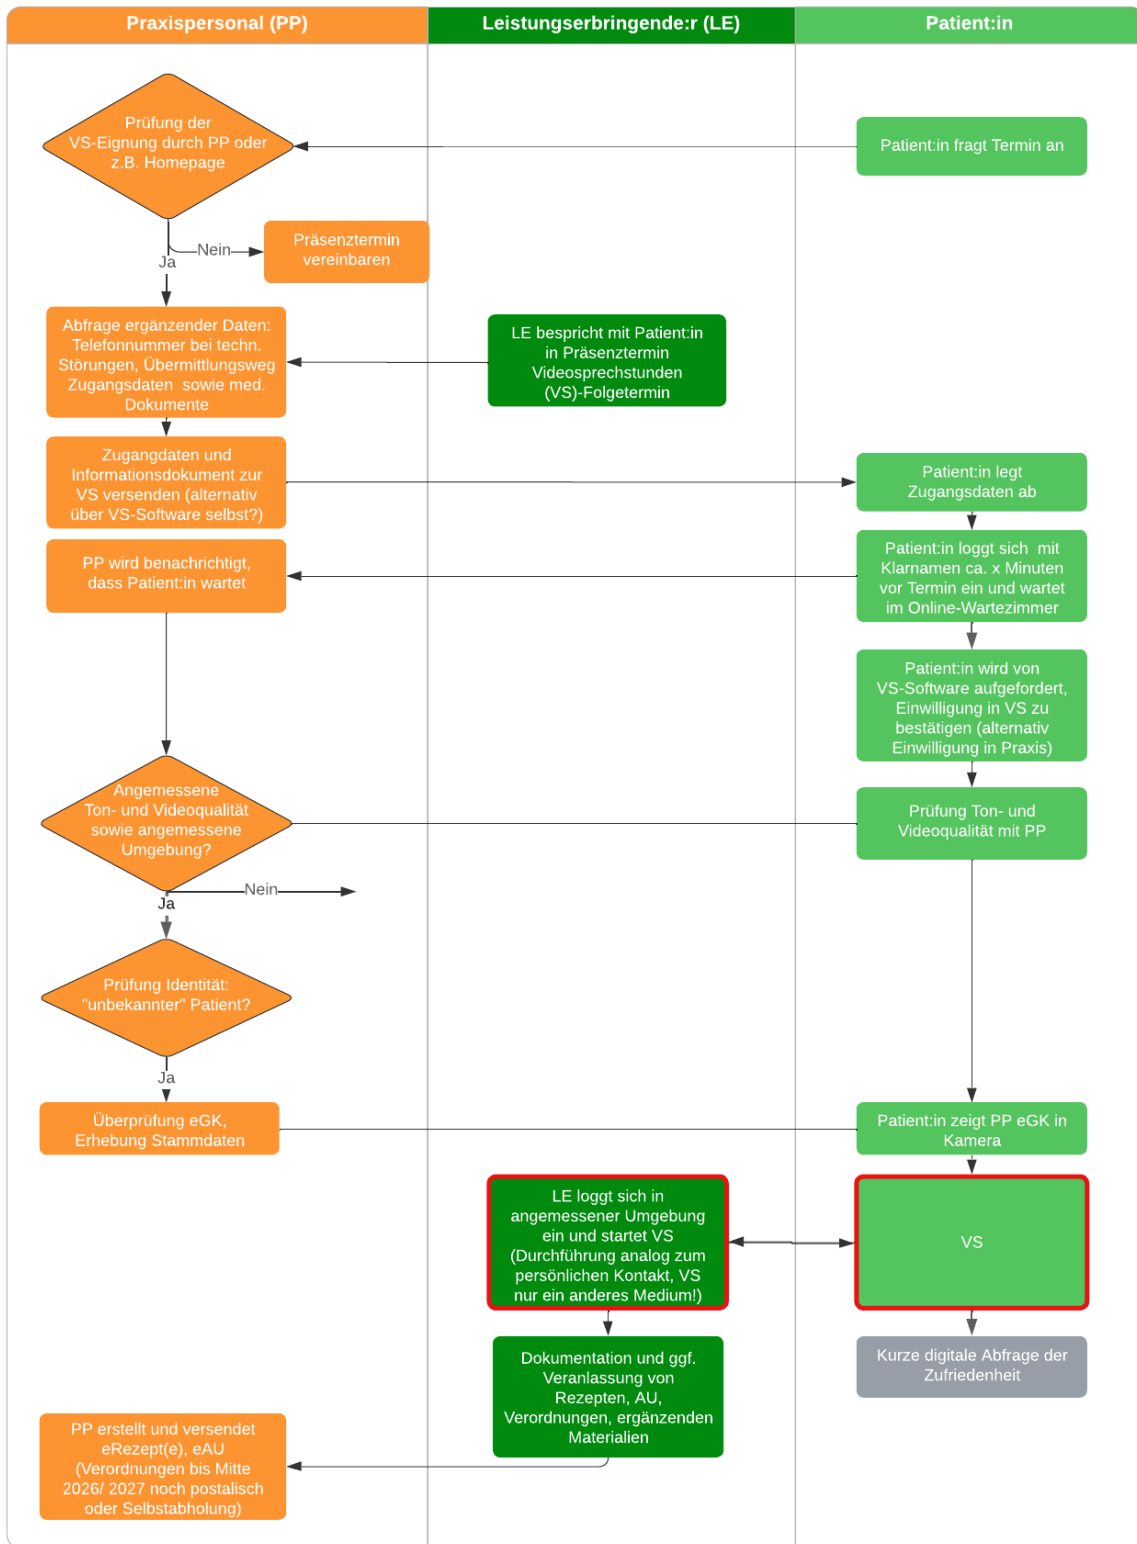 Praxispersonal (PP)
Leistungserbringende:r (LE)
Patient:in
Prüfung der
VS-Eignung durch PP oder
z.B. Homepage
Patient:in fragt Termin an
Nein
Ja
Präsenztermin
vereinbaren
Abfrage ergänzender Daten:
Telefonnummer bei techn.
Störungen, Übermittlungsweg
Zugangsdaten sowie med.
Dokumente
LE bespricht mit Patient:in
in Präsenztermin
Videosprechstunden
(VS)-Folgetermin
Zugangdaten und
Informationsdokument zur
VS versenden (alternativ
über VS-Software selbst?)
Patient:in legt
Zugangsdaten ab
PP wird benachrichtigt,
dass Patient:in wartet
Patient:in loggt sich mit
Klarnamen ca. x Minuten
vor Termin ein und wartet
im Online-Wartezimmer
Patient:in wird von
VS-Software aufgefordert,
Einwilligung in VS zu
bestätigen (alternativ
Einwilligung in Praxis)
Angemessene
Ton- und Videoqualität
sowie angemessene
Umgebung?
Prüfung Ton- und
Videoqualität mit PP
Nein
Ja
Prüfung Identität:
"unbekannter" Patient?
Ja
Überprüfung eGK,
Erhebung Stammdaten
Patient:in zeigt PP eGK in
Kamera
LE loggt sich in
angemessener Umgebung
ein und startet VS
(Durchführung analog zum
persönlichen Kontakt, VS
nur ein anderes Medium!)
VS
Dokumentation und ggf.
Veranlassung von
Rezepten, AU,
Verordnungen, ergänzenden
Materialien
Kurze digitale Abfrage der
Zufriedenheit
PP erstellt und versendet
eRezept(e), eAU
(Verordnungen bis Mitte
2026/ 2027 noch postalisch
oder Selbstabholung)